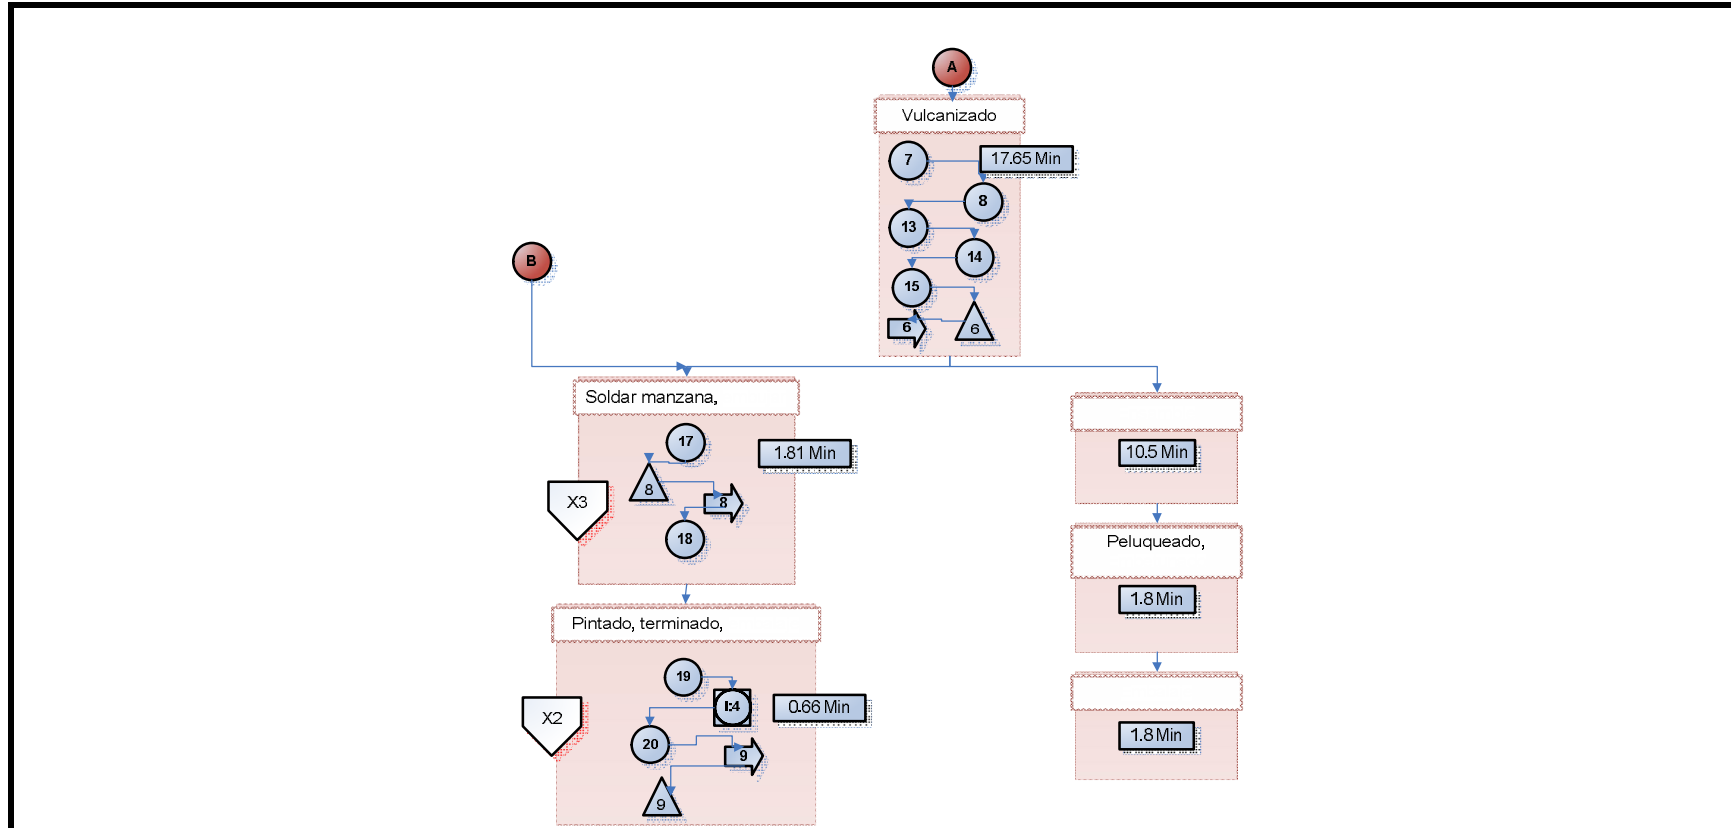 A
Vulcanizado
7
17.65 Min
8
13
14
15
6
6
B
Soldar manzana,
17
1.81 Min
8
8
X3
18
Pintado, terminado,
19
I:4
0.66 Min
X2
20
9
9
10.5 Min
Peluqueado,
1.8 Min
1.8 Min